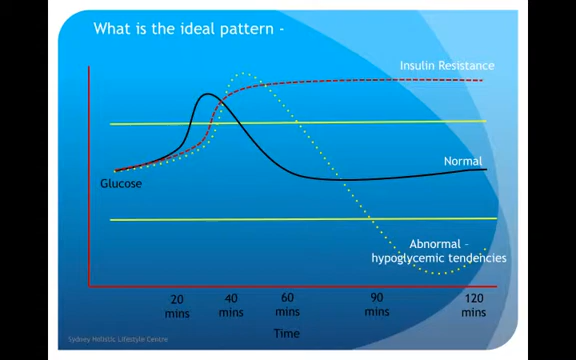 What is the ideal pattern -
Insulin Resistance
Normal
Glucose
Abnormal –
hypoglycemic tendencies
20
mins
40
mins
60
mins
90
mins
120
mins
Time
Sydney Holistic Lifestyle Centre